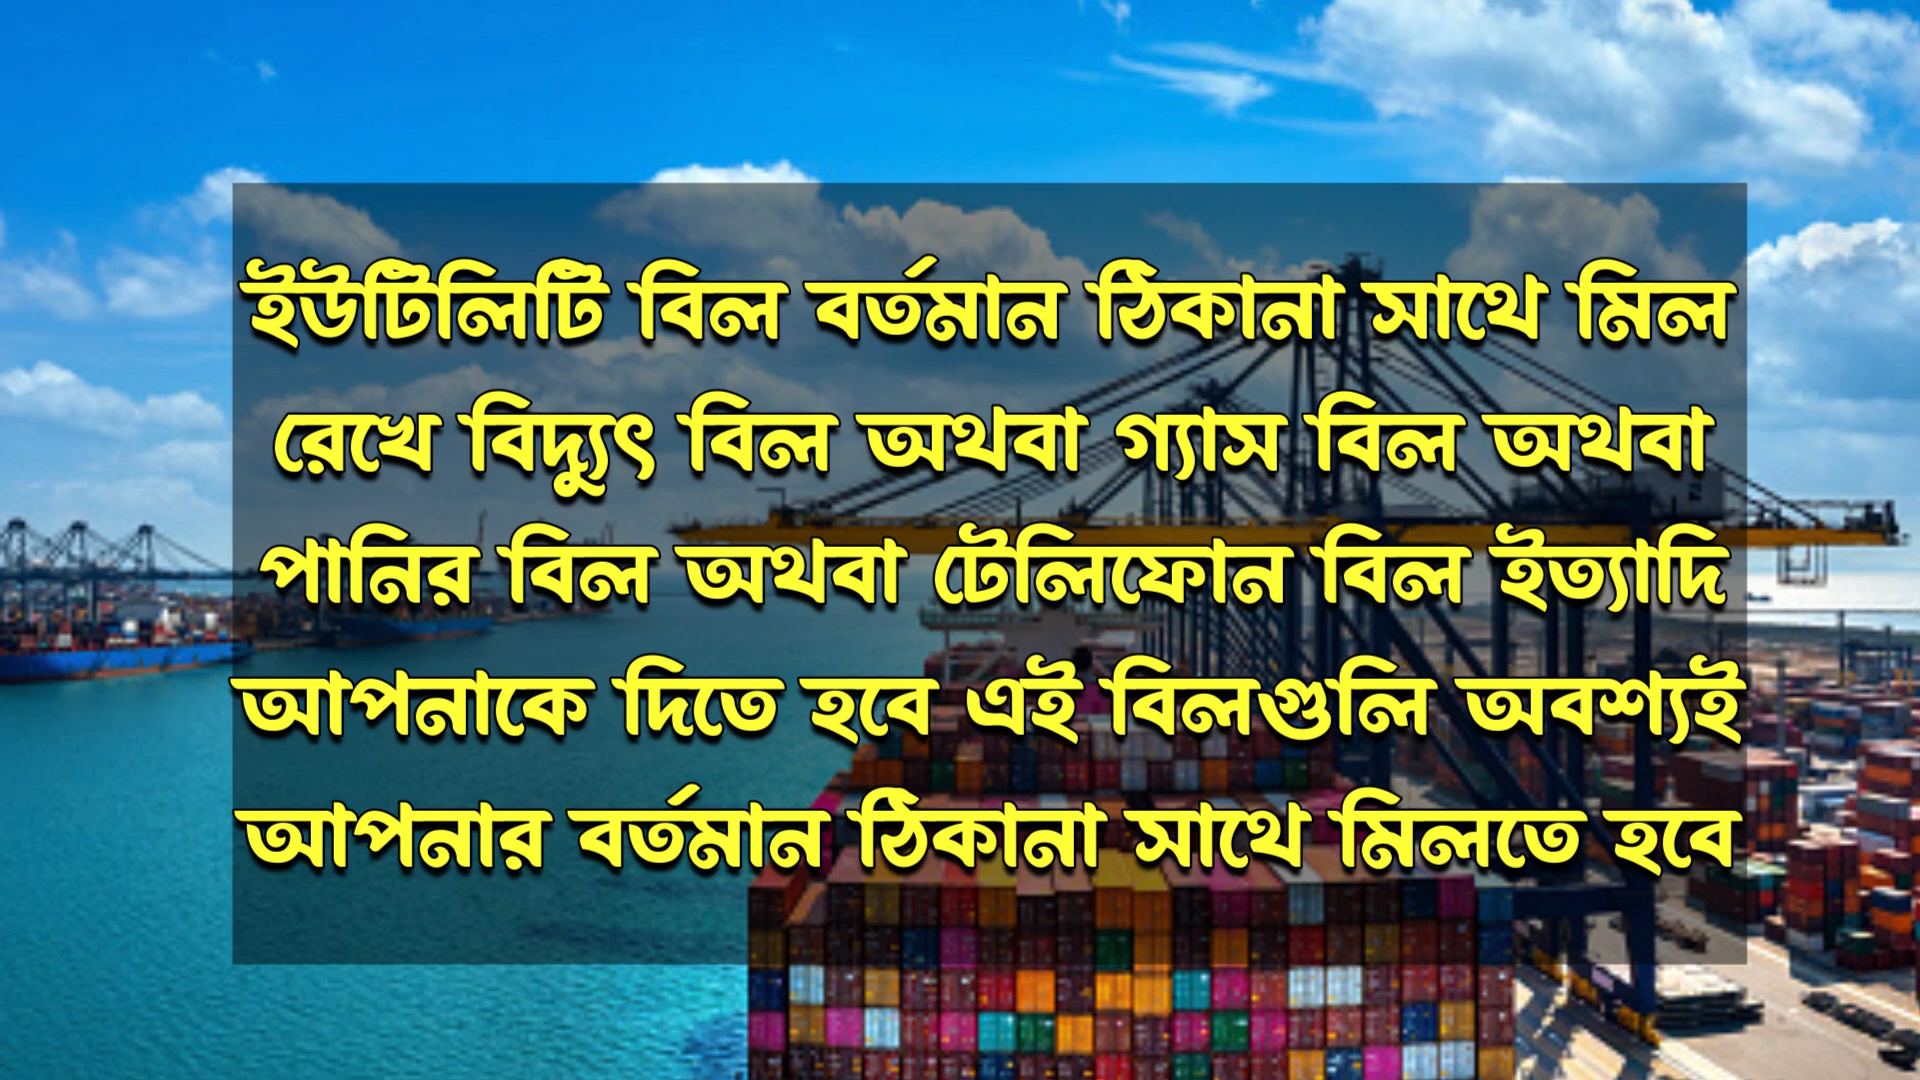 ইউটিলিটি বিল বর্তমান ঠিকানা সাথে মিল
রেখে বিদ্যুৎ বিল অথবা গ্যাস বিল অথবা
পানির বিল অথবা টেলিফোন বিল ইত্যাদি
আপনাকে দিতে হবে এই বিলগুলি অবশ্যই
আপনার বর্তমান ঠিকানা সাথে মিলতে হবে